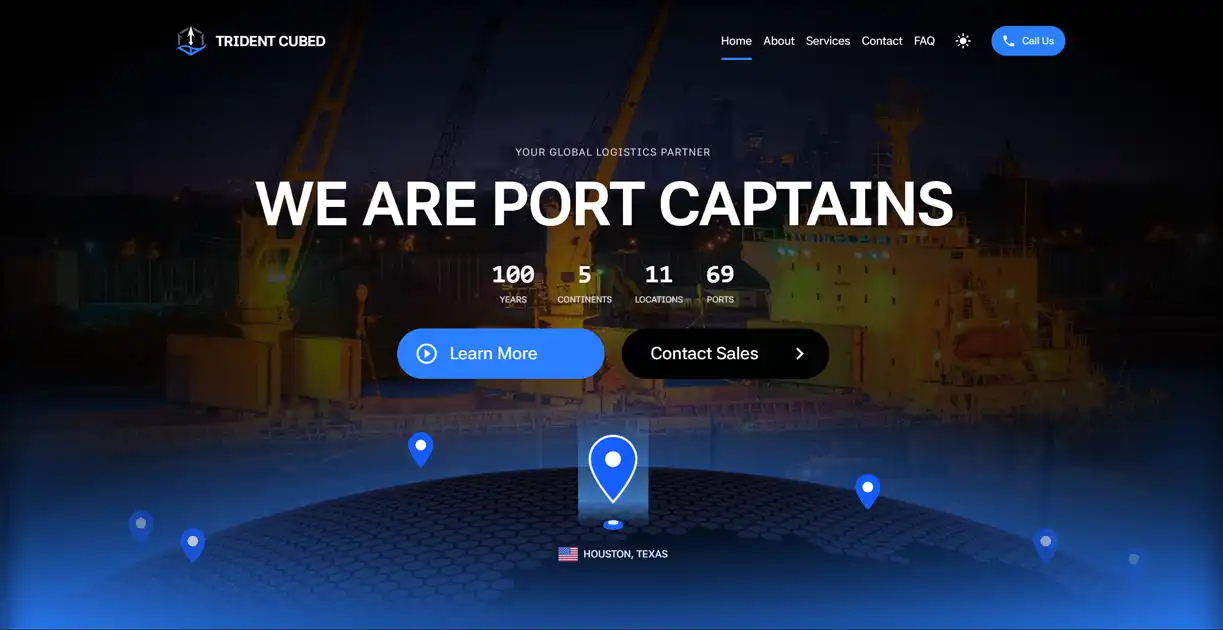 TRIDENT CUBED
Home About Services Contact FAQ Call Us
YOUR GLOBAL LOGISTICS PARTNER
WE ARE PORT CAPTAINS
100 5 11 69
YEARS CONTINENTS LOCATIONS PORTS
Learn More Contact Sales
HOUSTON, TEXAS